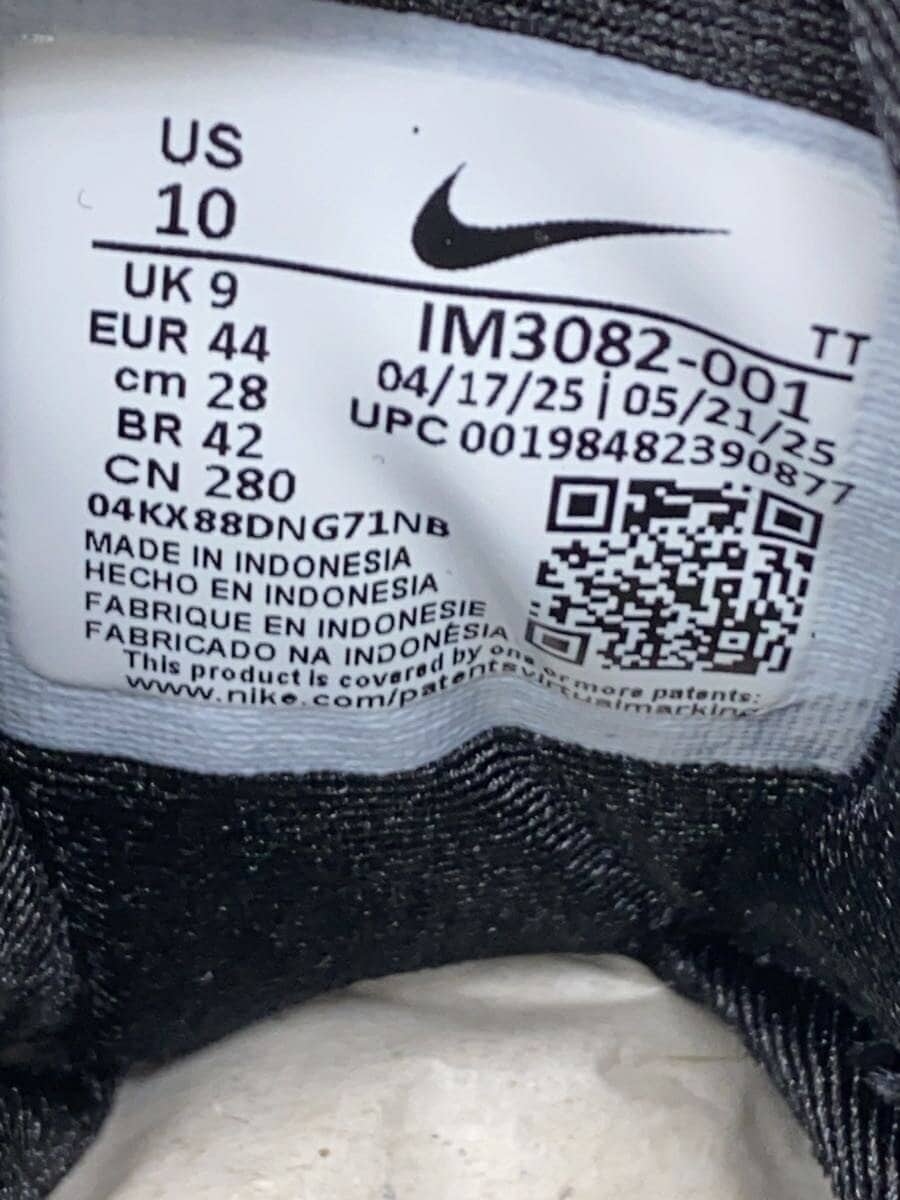 US
10
UK 9
EUR 44
cm 28
BR 42
CN 280
04KX88DNG71NB
MADE IN INDONESIA
HECHO EN INDONESIA
FABRIQUE EN INDONESIE
FABRICADO NA INDONÉSIA
This product is covered by one or more patents:
www.nike.com/patentsvirtualmarking
TT
IM3082-001
04/17/25 | 05/21/25
UPC 00198482390877